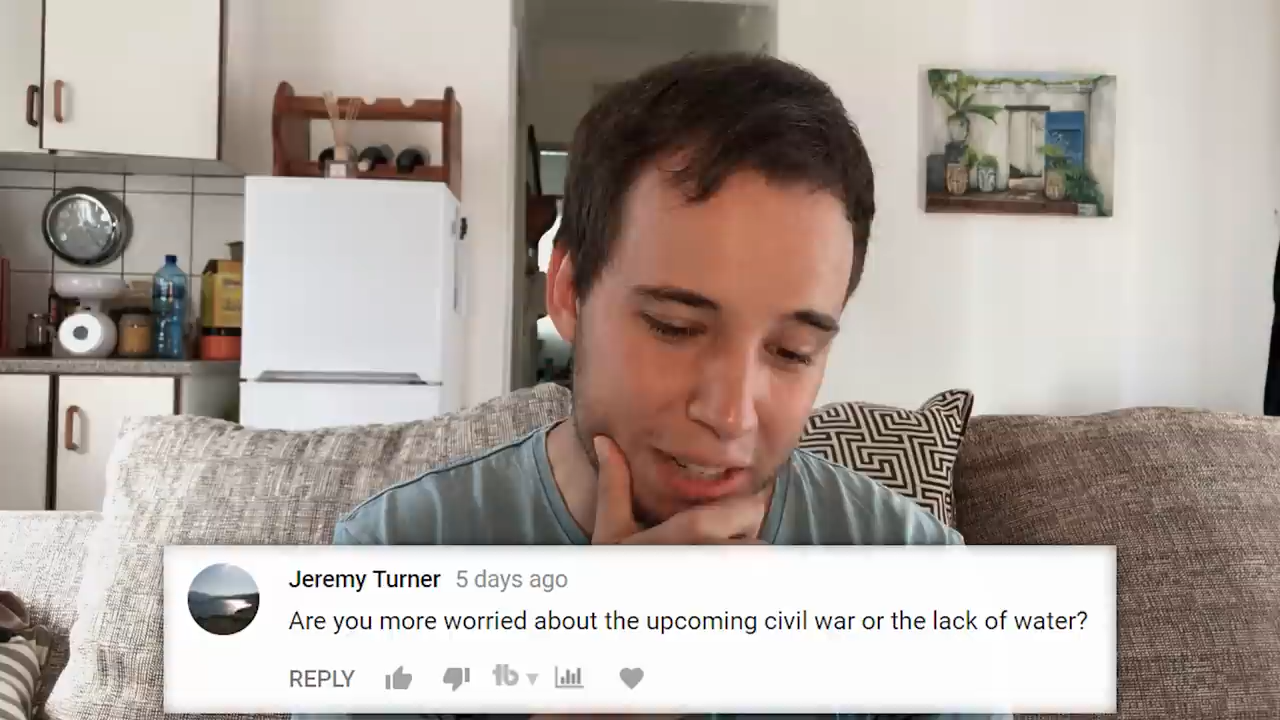 Jeremy Turner 5 days ago
Are you more worried about the upcoming civil war or the lack of water?
REPLY tb